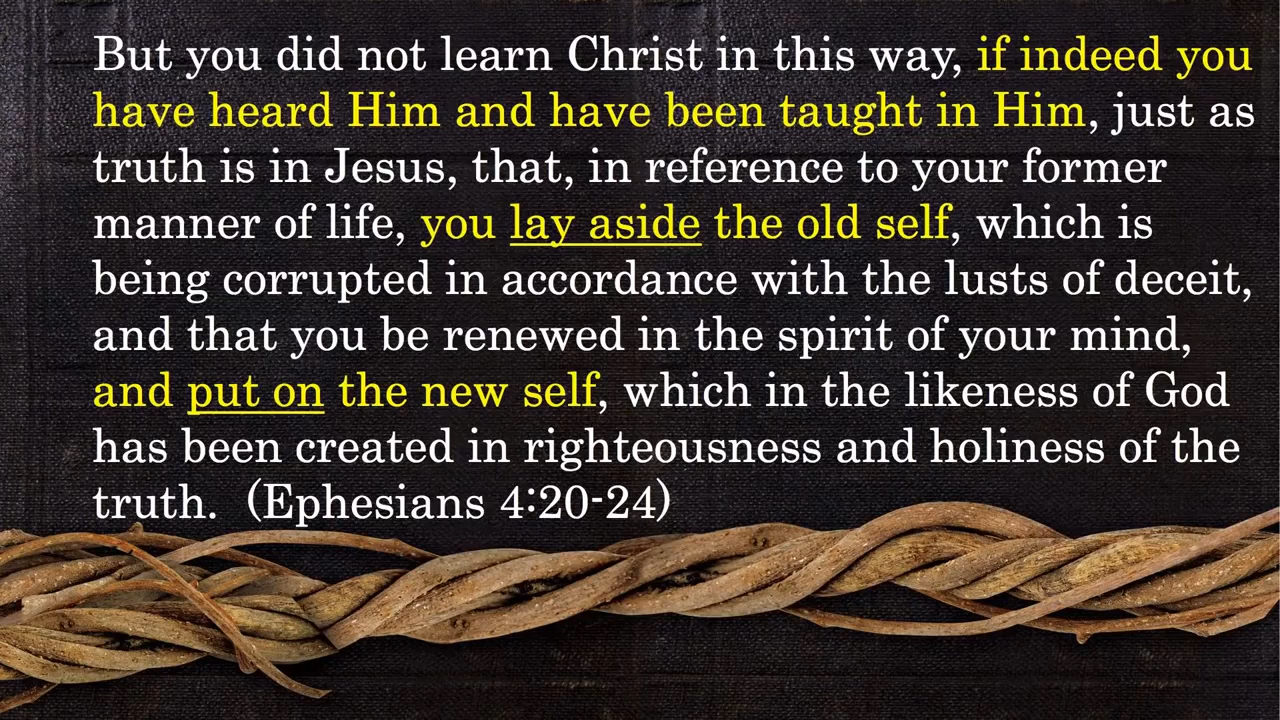 But you did not learn Christ in this way, if indeed you
have heard Him and have been taught in Him, just as
truth is in Jesus, that, in reference to your former
manner of life, you lay aside the old self, which is
being corrupted in accordance with the lusts of deceit,
and that you be renewed in the spirit of your mind,
and put on the new self, which in the likeness of God
has been created in righteousness and holiness of the
truth.  (Ephesians 4:20-24)